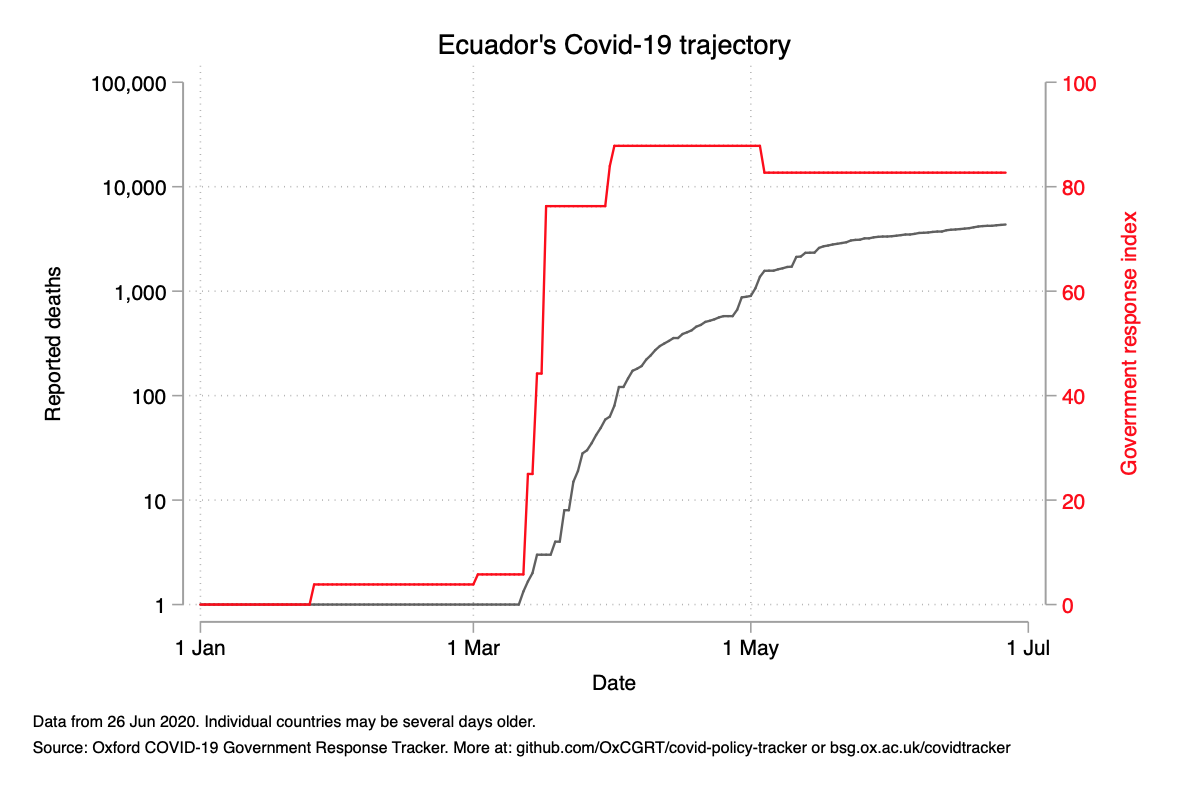 Ecuador's Covid-19 trajectory
100,000
10,000
1,000
100
10
1
Reported deaths
100
80
60
40
20
0
Government response index
1 Jan
1 Mar
1 May
1 Jul
Date
Data from 26 Jun 2020. Individual countries may be several days older.
Source: Oxford COVID-19 Government Response Tracker. More at: github.com/OxCGRT/covid-policy-tracker or bsg.ox.ac.uk/covidtracker